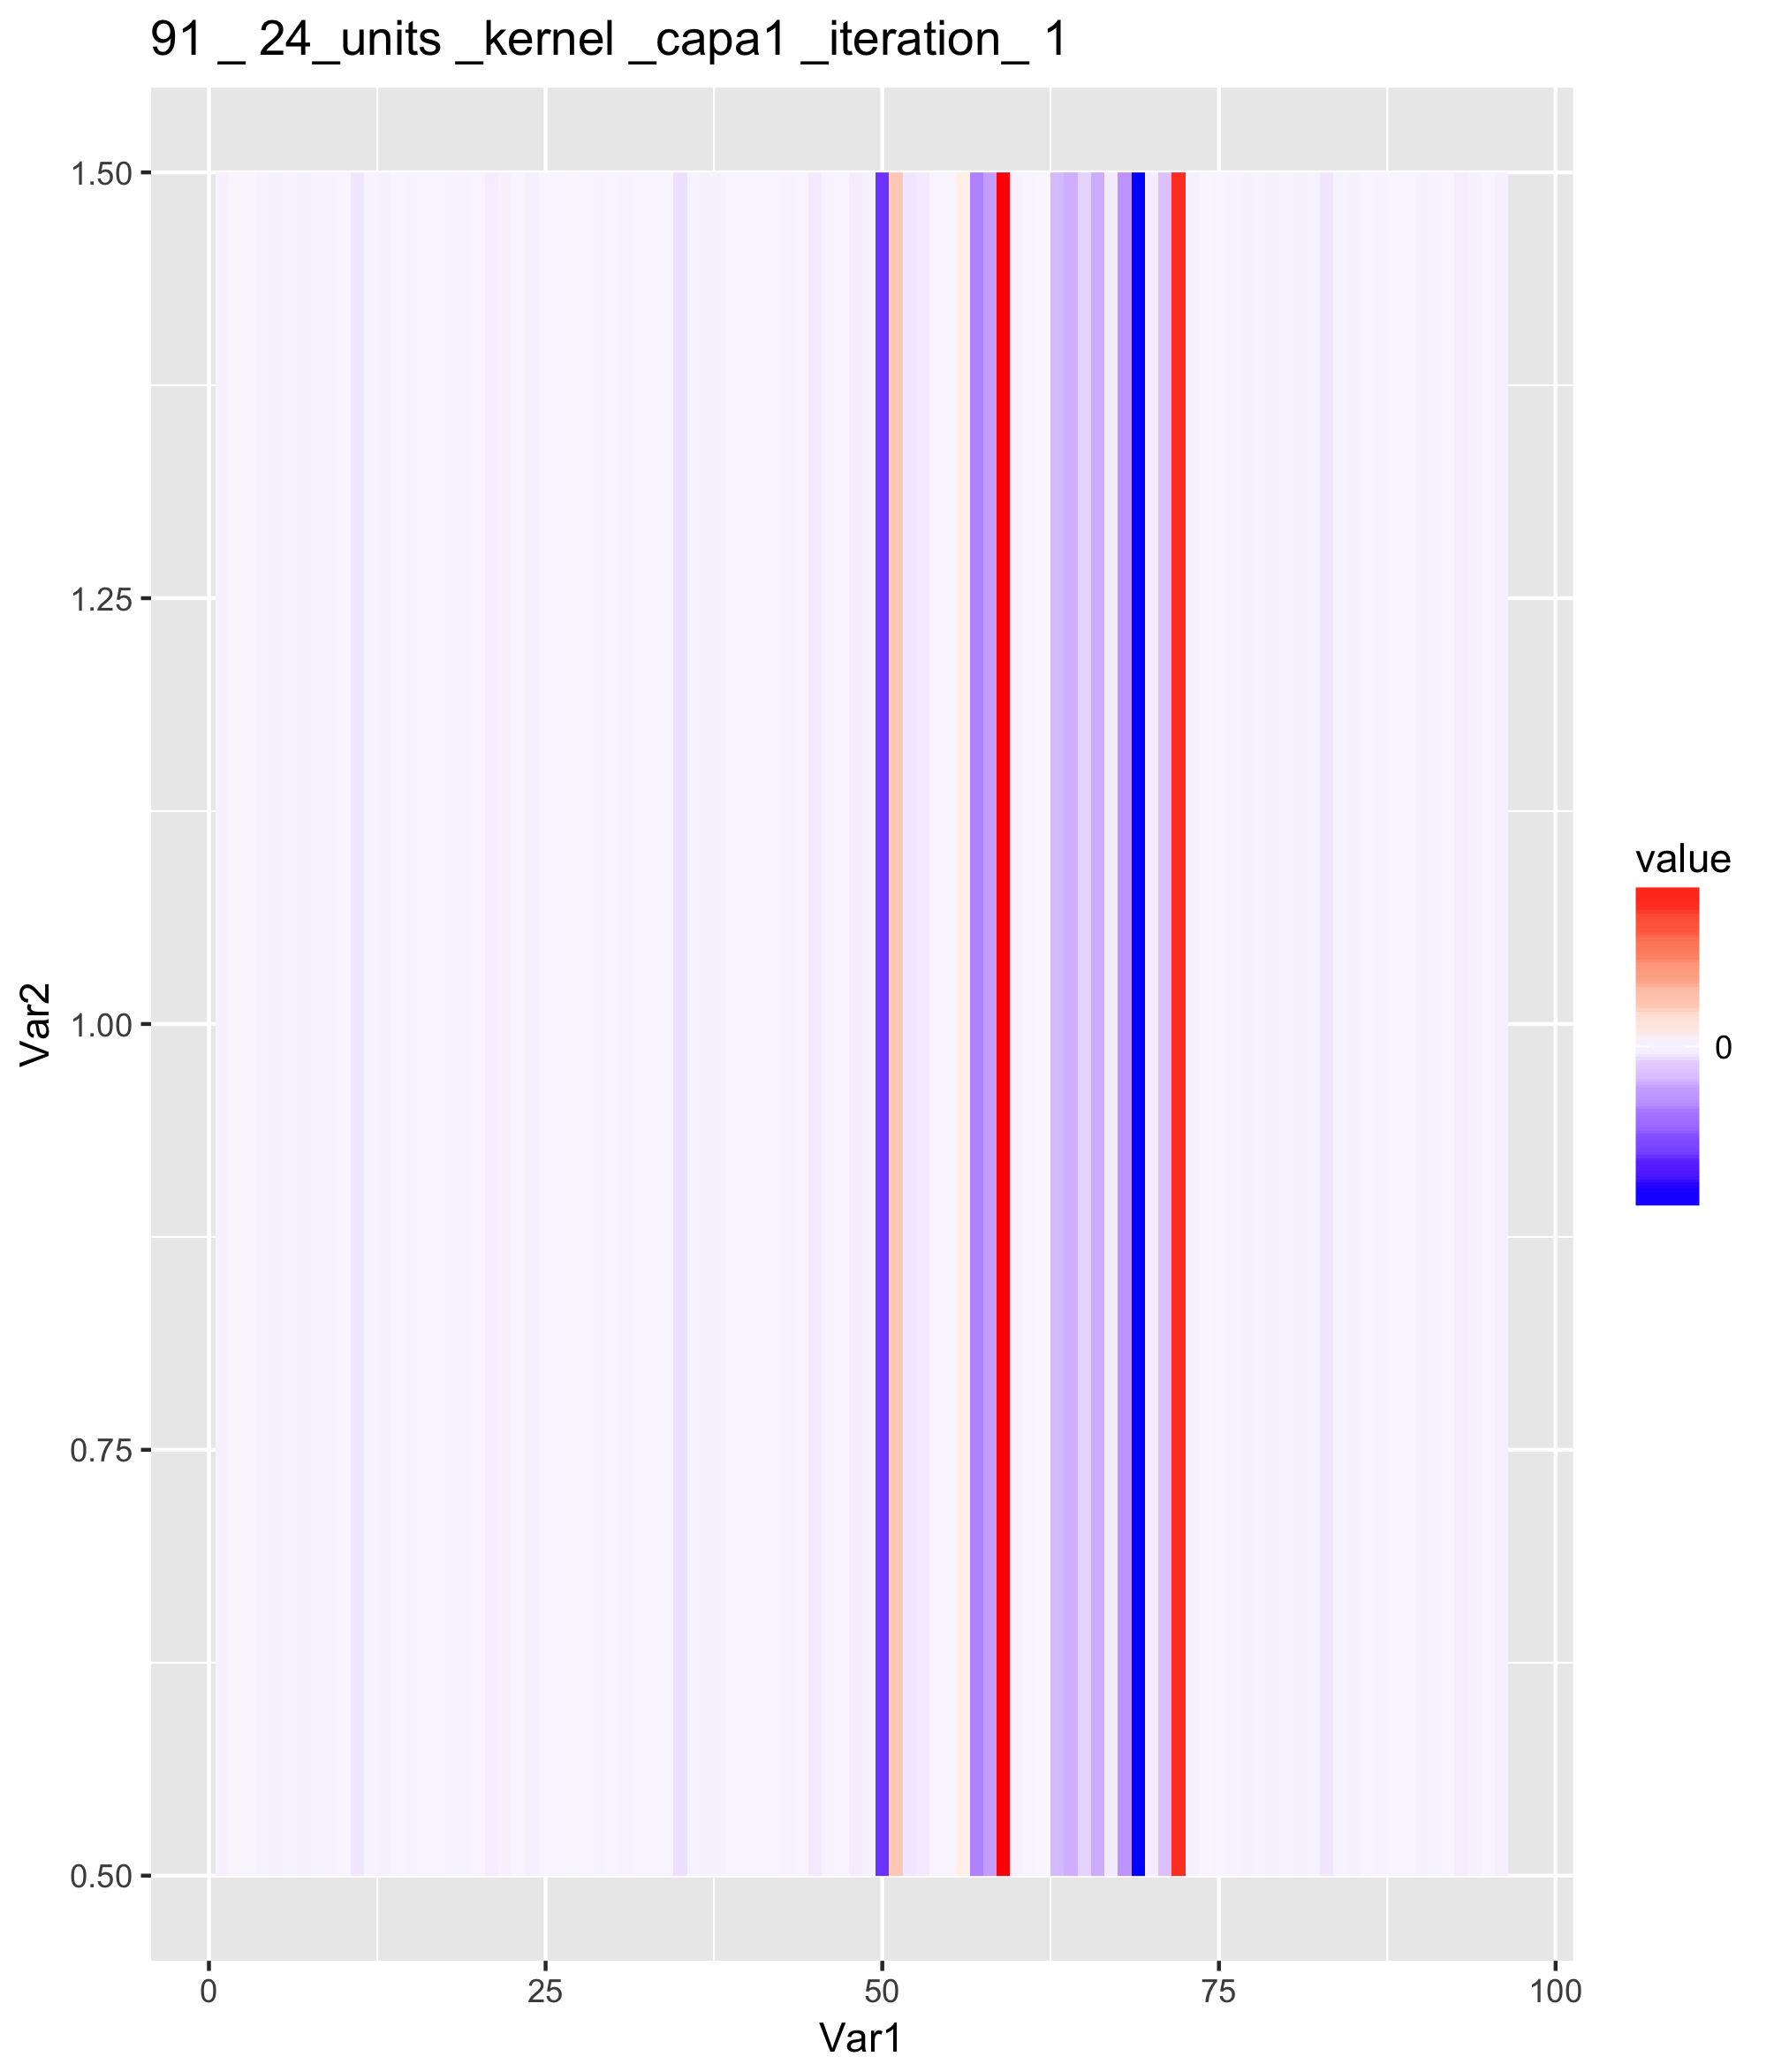 91 _ 24_units _kernel _capa1 _iteration_ 1
1.50
1.25
1.00
0.75
0.50
Var2
0
25
50
75
100
Var1
value
0